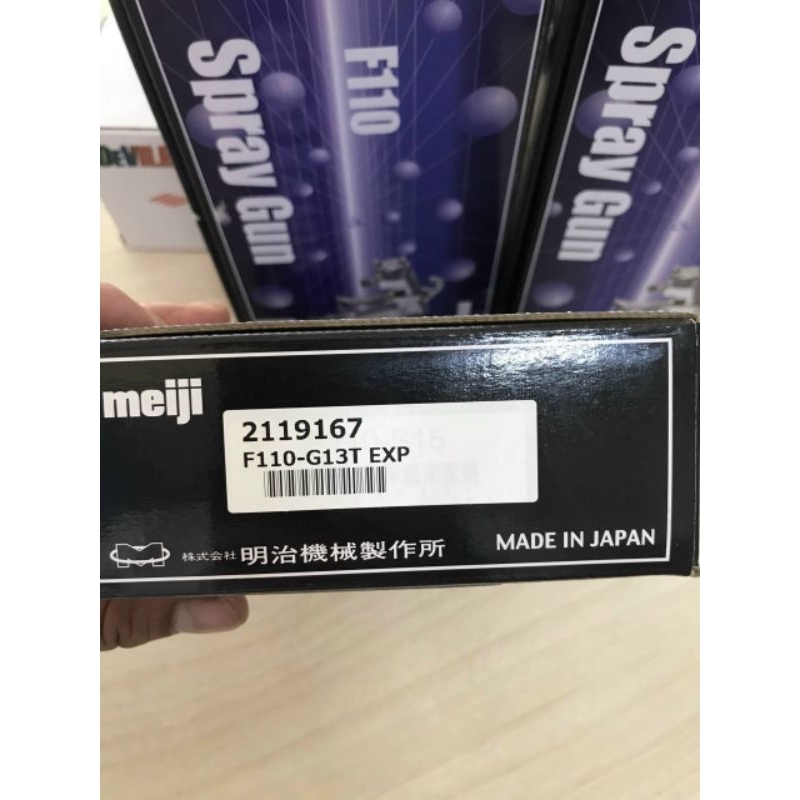 Spray Gun
F110
Spray Gun
meiji
2119167
F110-G13T EXP
株式会社 明治機械製作所
MADE IN JAPAN